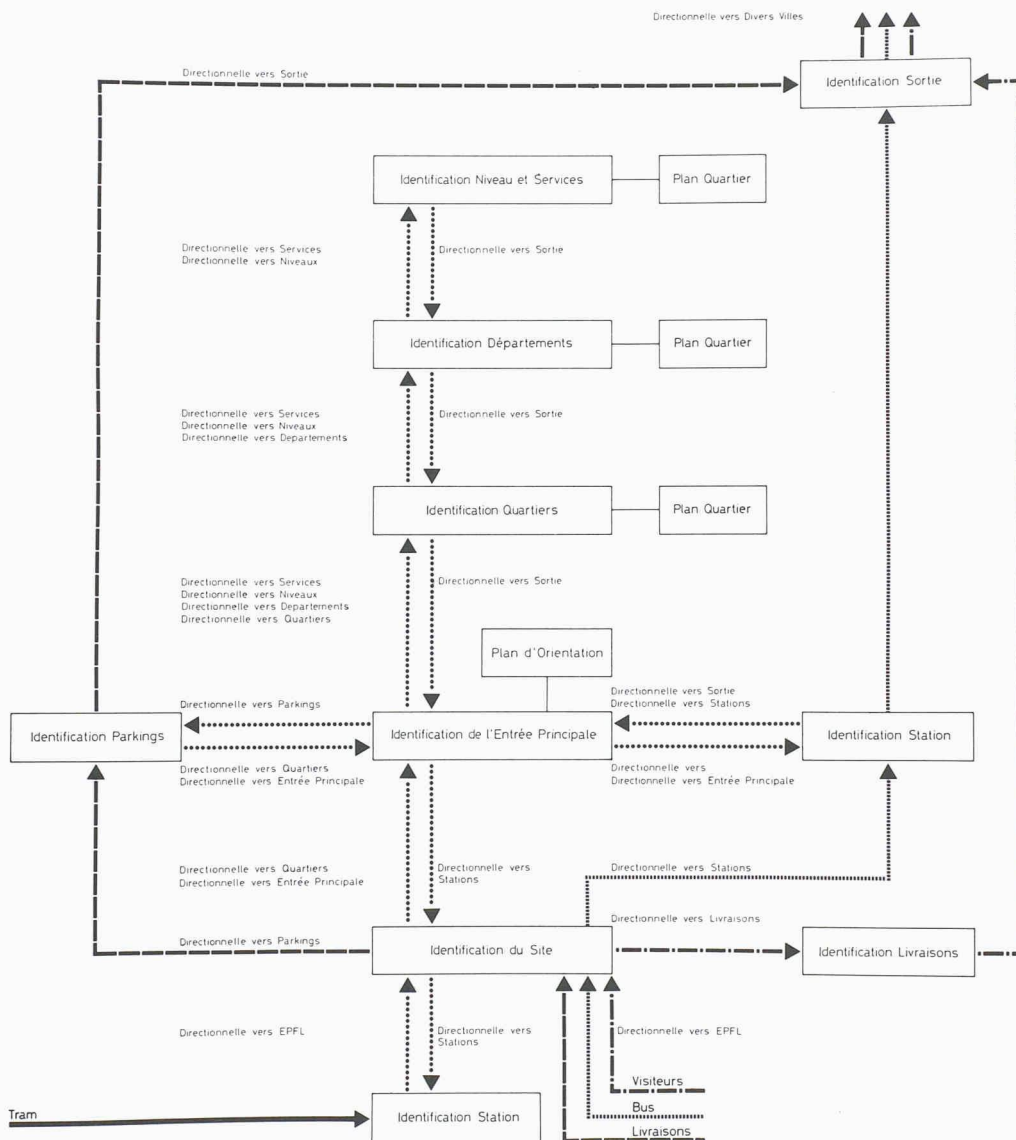 Directionnelle vers Divers Villes
Directionnelle vers Sortie
Identification Sortie
Identification Niveau et Services
Plan Quartier
Directionnelle vers Services
Directionnelle vers Niveaux
Directionnelle vers Sortie
Identification Départements
Plan Quartier
Directionnelle vers Services
Directionnelle vers Niveaux
Directionnelle vers Departements
Directionnelle vers Sortie
Identification Quartiers
Plan Quartier
Directionnelle vers Services
Directionnelle vers Niveaux
Directionnelle vers Departements
Directionnelle vers Quartiers
Directionnelle vers Sortie
Plan d'Orientation
Directionnelle vers Parkings
Directionnelle vers Sortie
Directionnelle vers Stations
Identification Parkings
Identification de l'Entrée Principale
Identification Station
Directionnelle vers Quartiers
Directionnelle vers Entrée Principale
Directionnelle vers
Directionnelle vers Entrée Principale
Directionnelle vers Quartiers
Directionnelle vers Entrée Principale
Directionnelle vers
Stations
Directionnelle vers Stations
Directionnelle vers Livraisons
Directionnelle vers Parkings
Identification du Site
Identification Livraisons
Directionnelle vers EPFL
Directionnelle vers
Stations
Directionnelle vers EPFL
Visiteurs
Tram
Identification Station
Bus
Livraisons